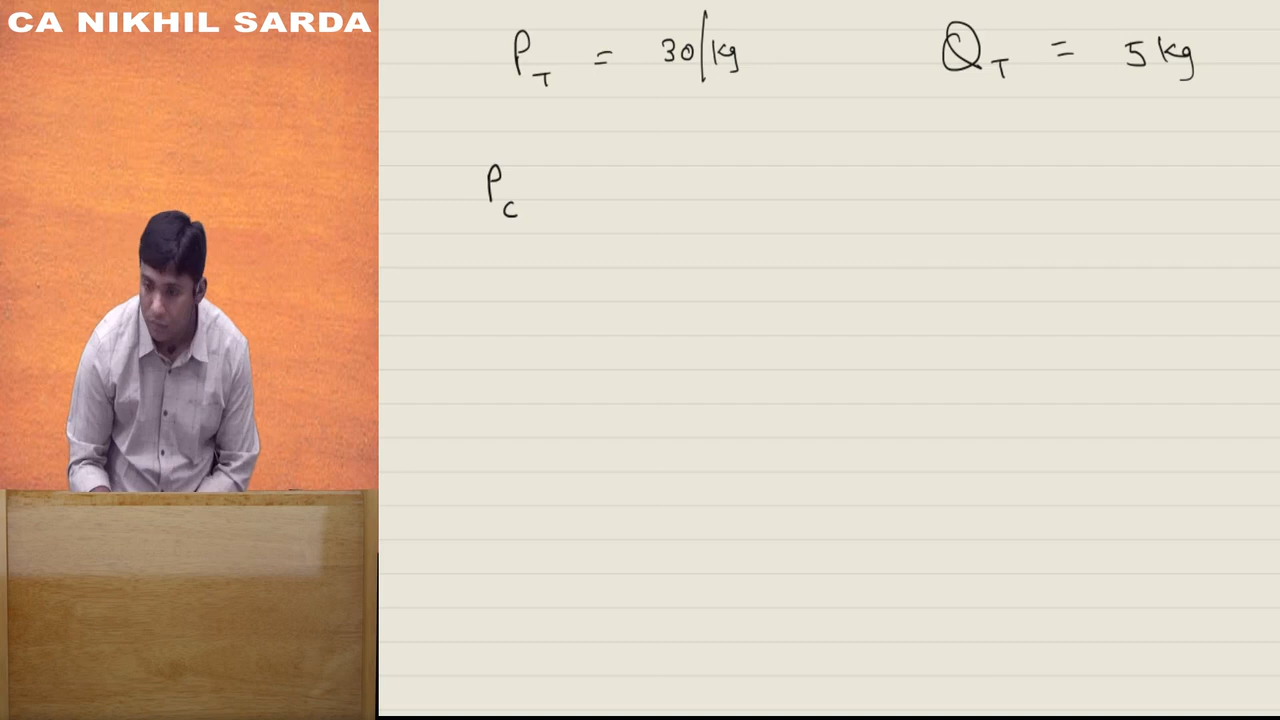 CA NIKHIL SARDA
P_T = 30/kg Q_T = 5 kg
P_C